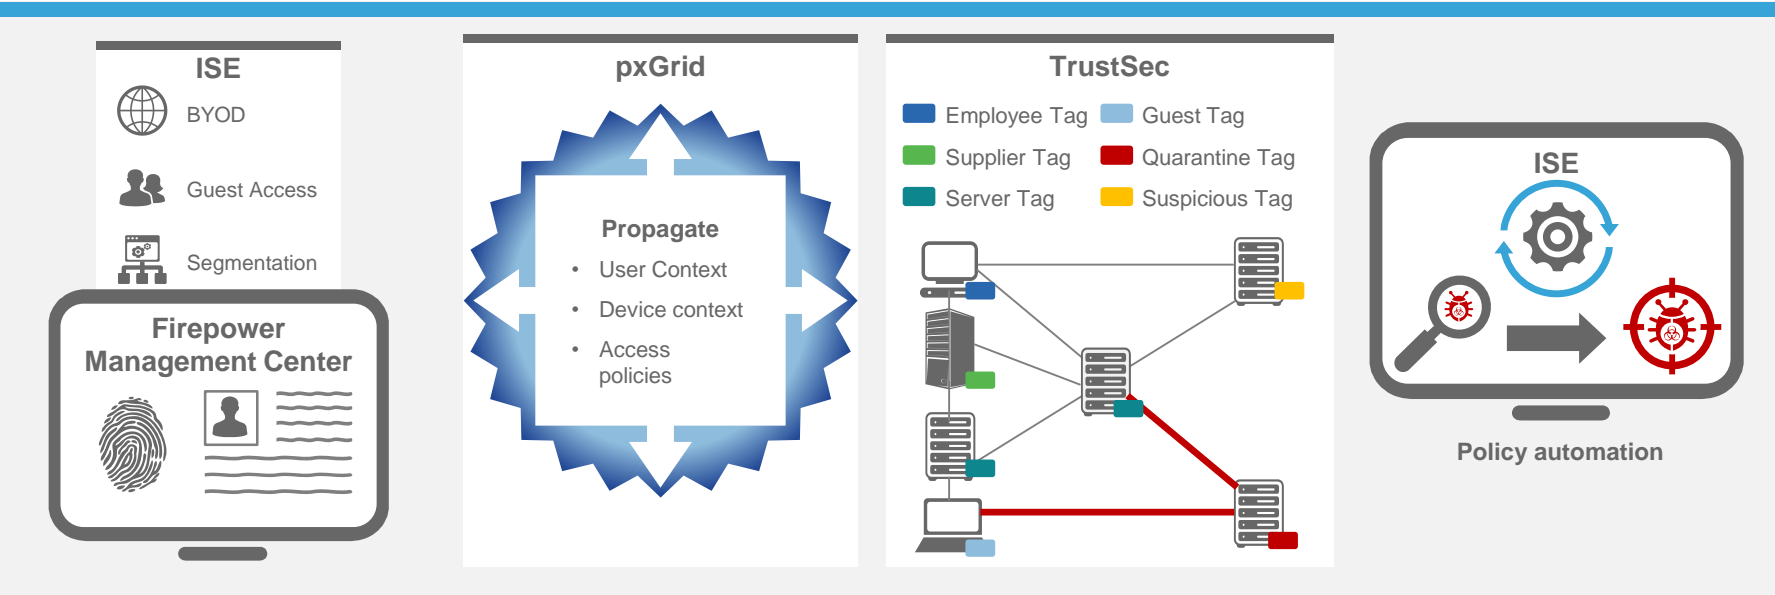 ISE
BYOD
Guest Access
Segmentation
Firepower
Management Center
pxGrid
Propagate
• User Context
• Device context
• Access
policies
TrustSec
Employee Tag
Guest Tag
Supplier Tag
Quarantine Tag
Server Tag
Suspicious Tag
ISE
Policy automation